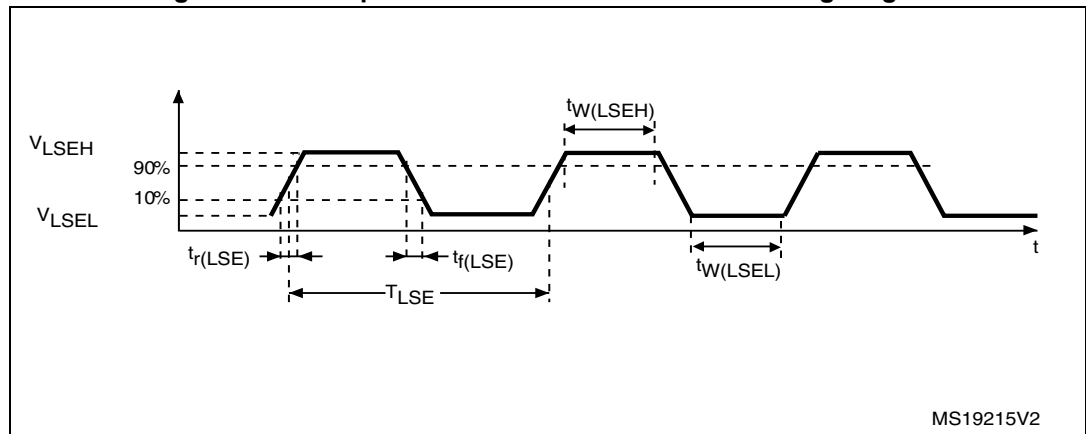 tW(LSEH)
VLSEH
90%
10%
VLSEL
tr(LSE)
tf(LSE)
tW(LSEL)
t
TLSE
MS19215V2